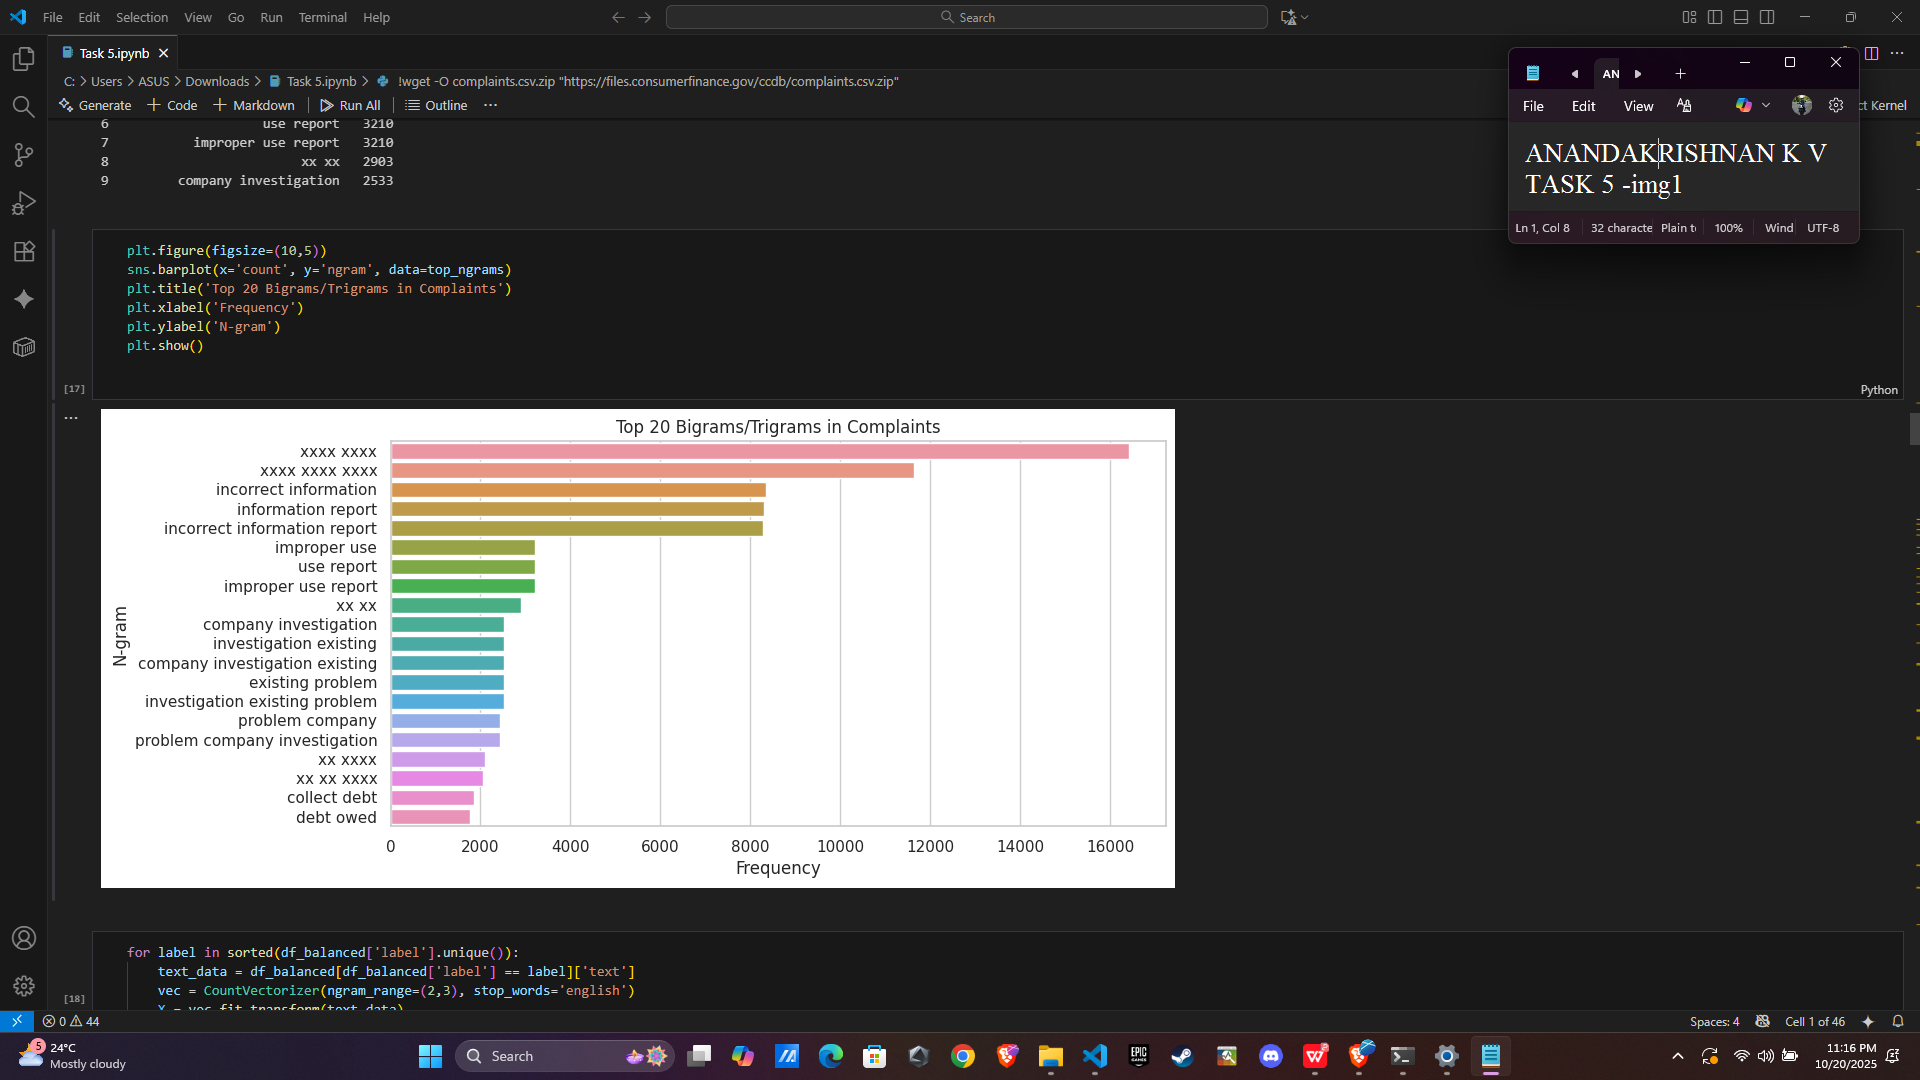 File Edit Selection View Go Run Terminal Help
Search
Task 5.ipynb
C: > Users > ASUS > Downloads > Task 5.ipynb > !wget -O complaints.csv.zip "https://files.consumerfinance.gov/ccdb/complaints.csv.zip"
Generate + Code + Markdown Run All Outline ...
ct Kernel
6 use report 3210
7 improper use report 3210
8 xx xx 2903
9 company investigation 2533
AN
File Edit View
ANANDAKRISHNAN K V
TASK 5 -img1
Ln 1, Col 8 32 characte Plain t 100% Wind UTF-8
plt.figure(figsize=(10,5))
sns.barplot(x='count', y='ngram', data=top_ngrams)
plt.title('Top 20 Bigrams/Trigrams in Complaints')
plt.xlabel('Frequency')
plt.ylabel('N-gram')
plt.show()
[17]
Python
Top 20 Bigrams/Trigrams in Complaints
xxxx xxxx
xxxx xxxx xxxx
incorrect information
information report
incorrect information report
improper use
use report
improper use report
xx xx
company investigation
investigation existing
company investigation existing
existing problem
investigation existing problem
problem company
problem company investigation
xx xxxx
xx xx xxxx
collect debt
debt owed
N-gram
0 2000 4000 6000 8000 10000 12000 14000 16000
Frequency
for label in sorted(df_balanced['label'].unique()):
text_data = df_balanced[df_balanced['label'] == label]['text']
vec = CountVectorizer(ngram_range=(2,3), stop_words='english')
X = vec.fit_transform(text_data)
[18]
0 44
Spaces: 4 Cell 1 of 46
5
24°C
Mostly cloudy
Search
EPIC GAMES
11:16 PM
10/20/2025